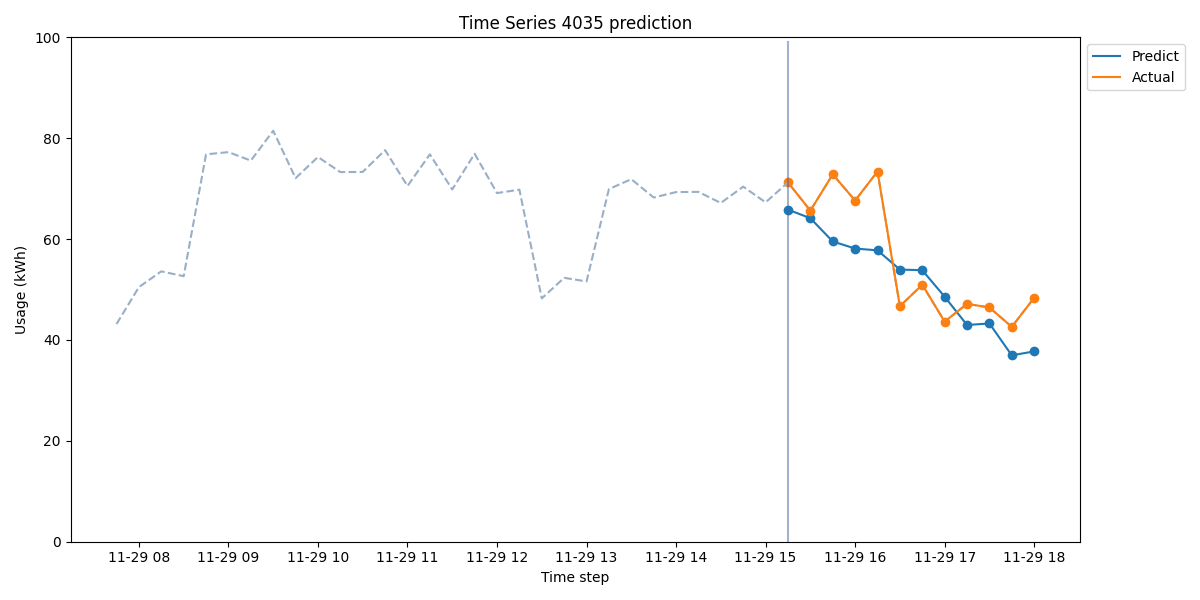 Time Series 4035 prediction
Predict
Actual
100
80
60
40
20
0
Usage (kWh)
11-29 08 11-29 09 11-29 10 11-29 11 11-29 12 11-29 13 11-29 14 11-29 15 11-29 16 11-29 17 11-29 18
Time step